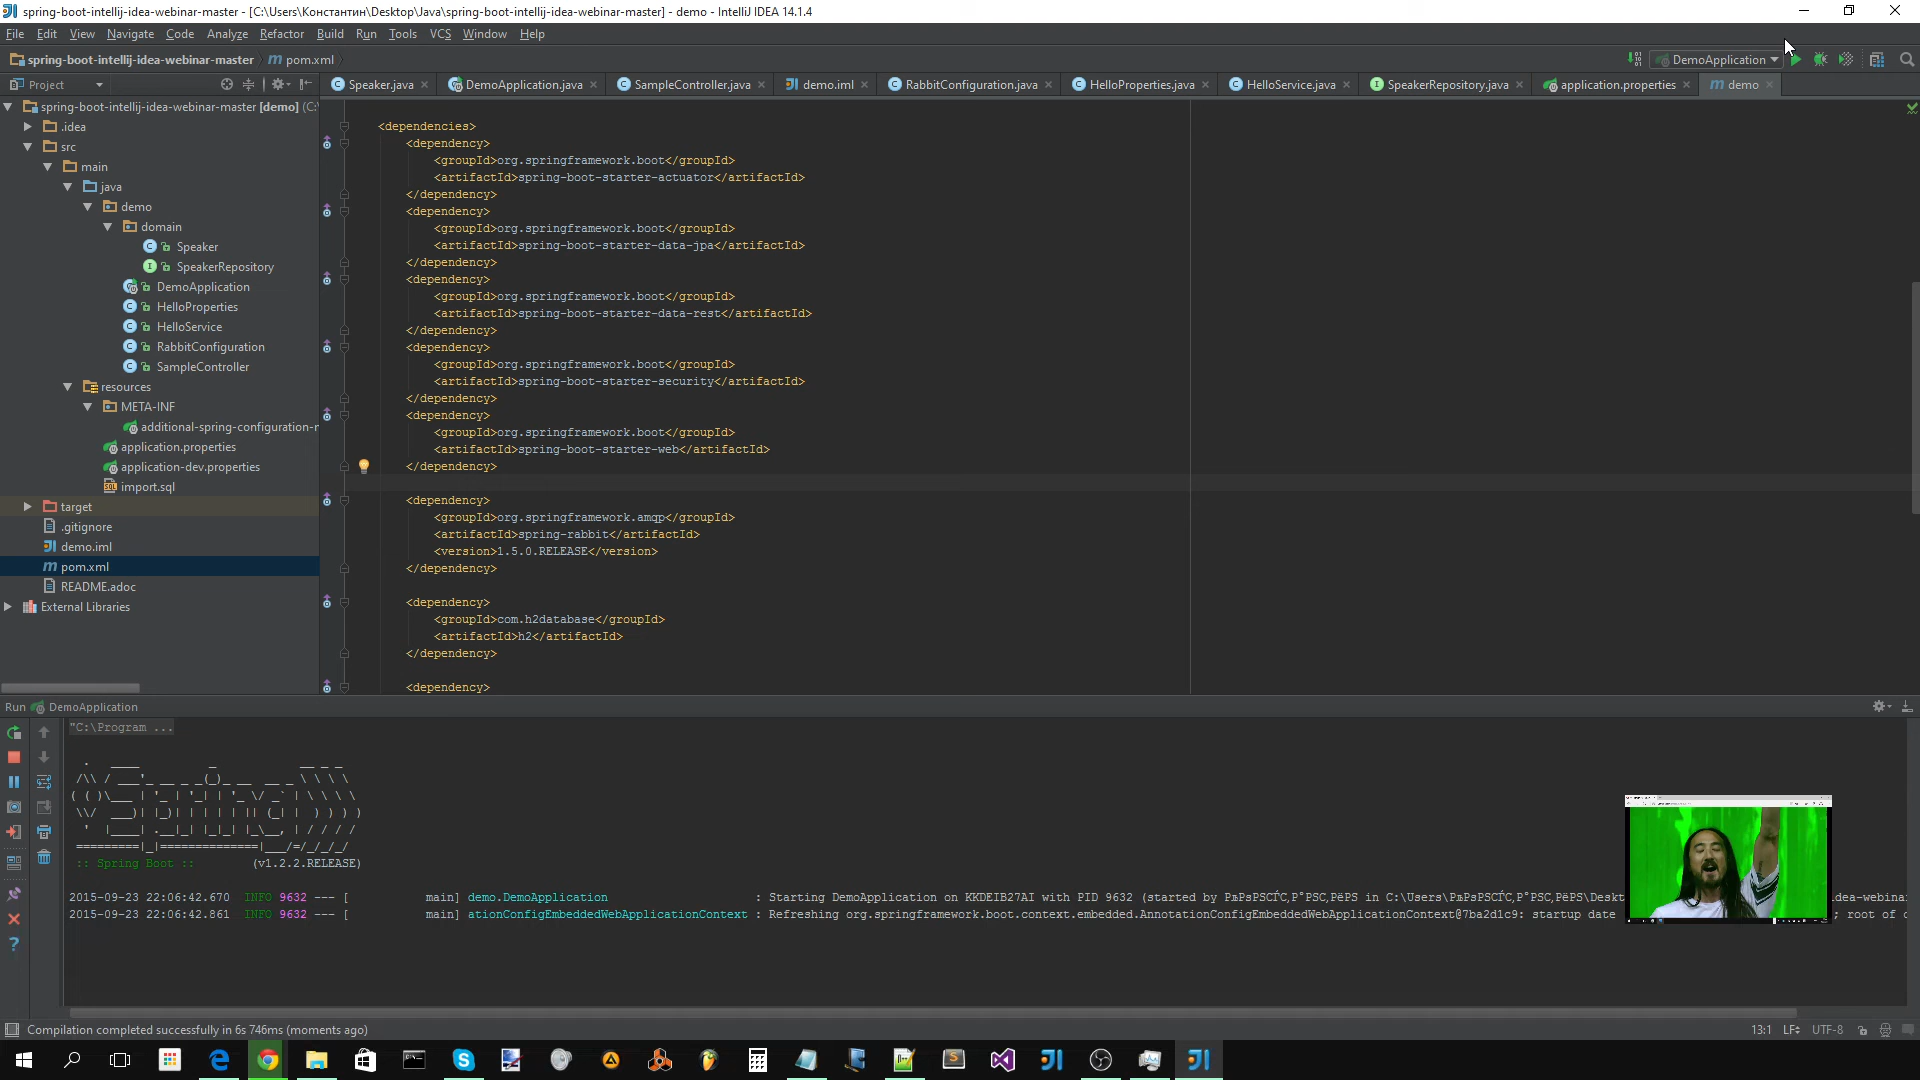 spring-boot-intellij-idea-webinar-master - [C:\Users\Константин\Desktop\Java\spring-boot-intellij-idea-webinar-master] - demo - IntelliJ IDEA 14.1.4
File Edit View Navigate Code Analyze Refactor Build Run Tools VCS Window Help
spring-boot-intellij-idea-webinar-master pom.xml DemoApplication
Project
Speaker.java DemoApplication.java SampleController.java demo.iml RabbitConfiguration.java HelloProperties.java HelloService.java SpeakerRepository.java application.properties demo
spring-boot-intellij-idea-webinar-master [demo] (C:\
.idea
src
main
java
demo
domain
Speaker
SpeakerRepository
DemoApplication
HelloProperties
HelloService
RabbitConfiguration
SampleController
resources
META-INF
additional-spring-configuration-
application.properties
application-dev.properties
import.sql
target
.gitignore
demo.iml
pom.xml
README.adoc
External Libraries
<dependencies>
<dependency>
<groupId>org.springframework.boot</groupId>
<artifactId>spring-boot-starter-actuator</artifactId>
</dependency>
<dependency>
<groupId>org.springframework.boot</groupId>
<artifactId>spring-boot-starter-data-jpa</artifactId>
</dependency>
<dependency>
<groupId>org.springframework.boot</groupId>
<artifactId>spring-boot-starter-data-rest</artifactId>
</dependency>
<dependency>
<groupId>org.springframework.boot</groupId>
<artifactId>spring-boot-starter-security</artifactId>
</dependency>
<dependency>
<groupId>org.springframework.boot</groupId>
<artifactId>spring-boot-starter-web</artifactId>
</dependency>
<dependency>
<groupId>org.springframework.amqp</groupId>
<artifactId>spring-rabbit</artifactId>
<version>1.5.0.RELEASE</version>
</dependency>
<dependency>
<groupId>com.h2database</groupId>
<artifactId>h2</artifactId>
</dependency>
<dependency>
Run DemoApplication
"C:\Program ...
:: Spring Boot :: (v1.2.2.RELEASE)
2015-09-23 22:06:42.670 INFO 9632 --- [ main] demo.DemoApplication : Starting DemoApplication on KKDEIB27AI with PID 9632 (started by in C:\Users\ \Deskt dea-webina
2015-09-23 22:06:42.861 INFO 9632 --- [ main] ationConfigEmbeddedWebApplicationContext : Refreshing org.springframework.boot.context.embedded.AnnotationConfigEmbeddedWebApplicationContext@7ba2d1c9: startup date ; root of
Compilation completed successfully in 6s 746ms (moments ago) 13:1 LF÷ UTF-8